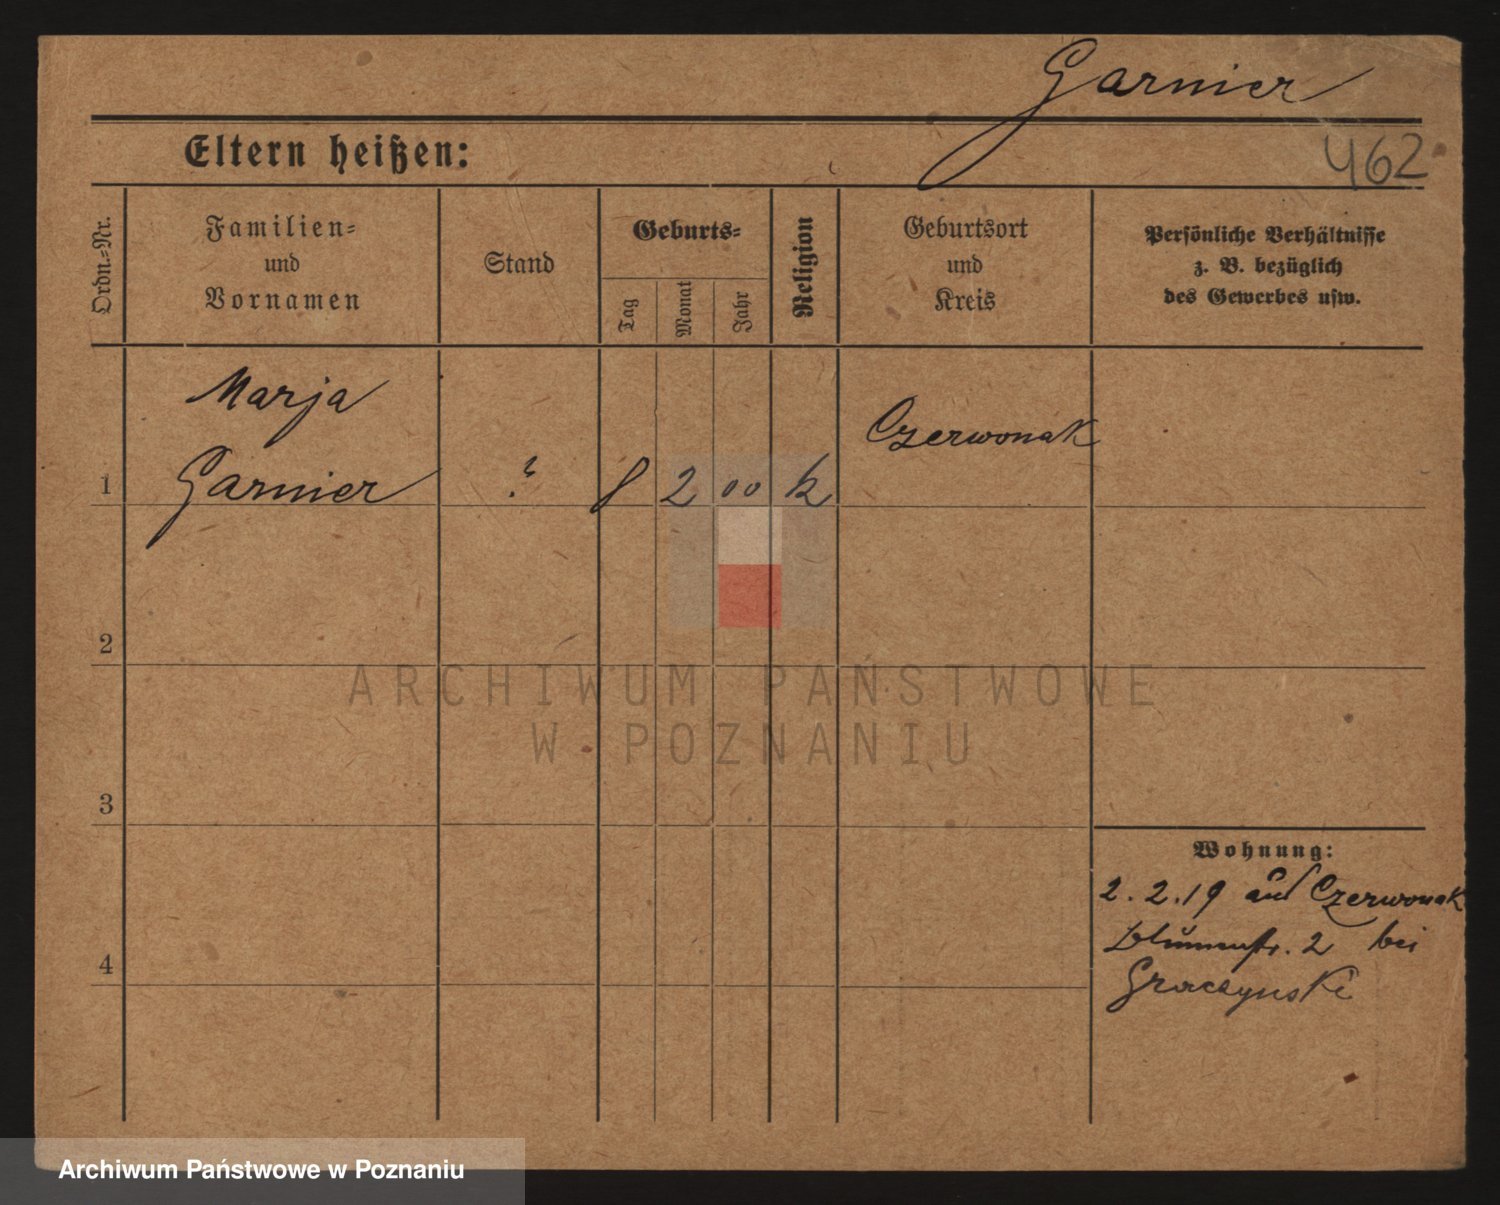 Garnier
462
Eltern heißen:
Ordn.-Nr.
Familien-
und
Vornamen
Stand
Geburts-
Tag
Monat
Jahr
Religion
Geburtsort
und
Kreis
Persönliche Verhältnisse
z. B. bezüglich
des Gewerbes usw.
Marja
Garnier
1
?
8
2
00
k
Czerwonak
2
3
4
Wohnung:
2. 2. 19 aus Czerwonak
Blumenstr. 2 bei
Graczynski
ARCHIWUM PAŃSTWOWE
W POZNANIU
Archiwum Państwowe w Poznaniu